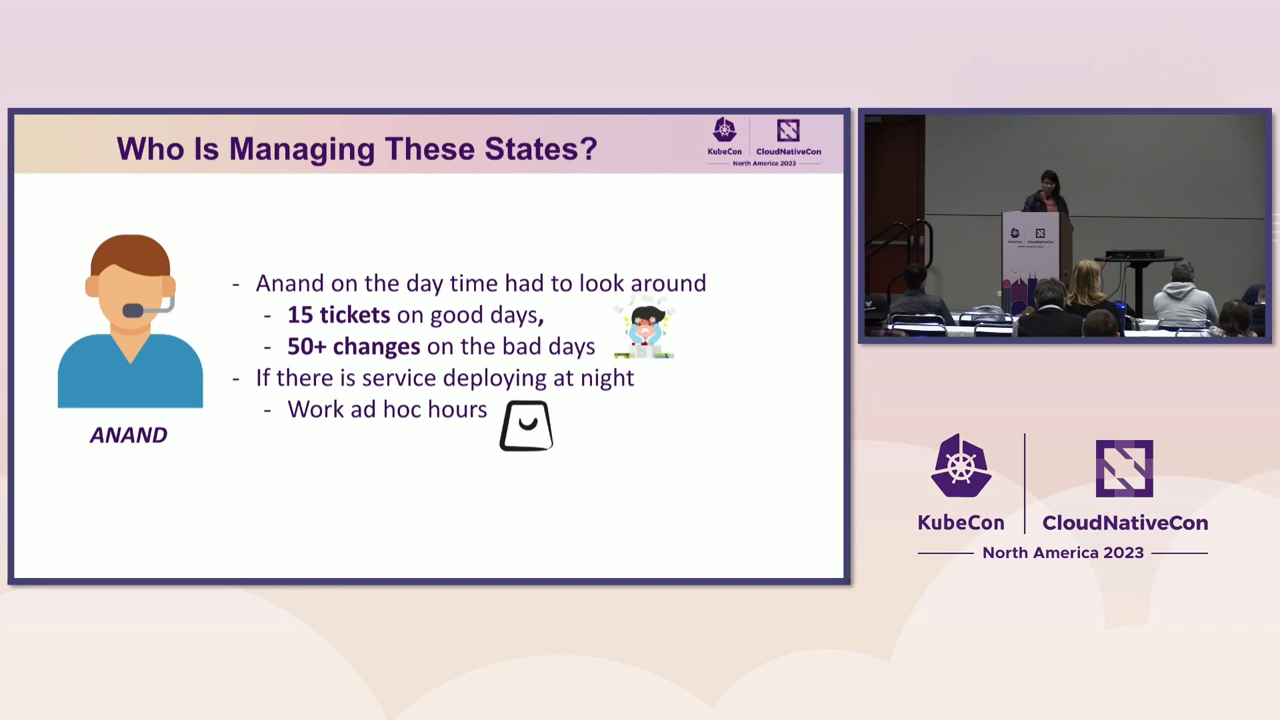 Who Is Managing These States?
KubeCon
CloudNativeCon
North America 2023
- Anand on the day time had to look around
- 15 tickets on good days,
- 50+ changes on the bad days
- If there is service deploying at night
- Work ad hoc hours
ANAND
KubeCon
CloudNativeCon
North America 2023